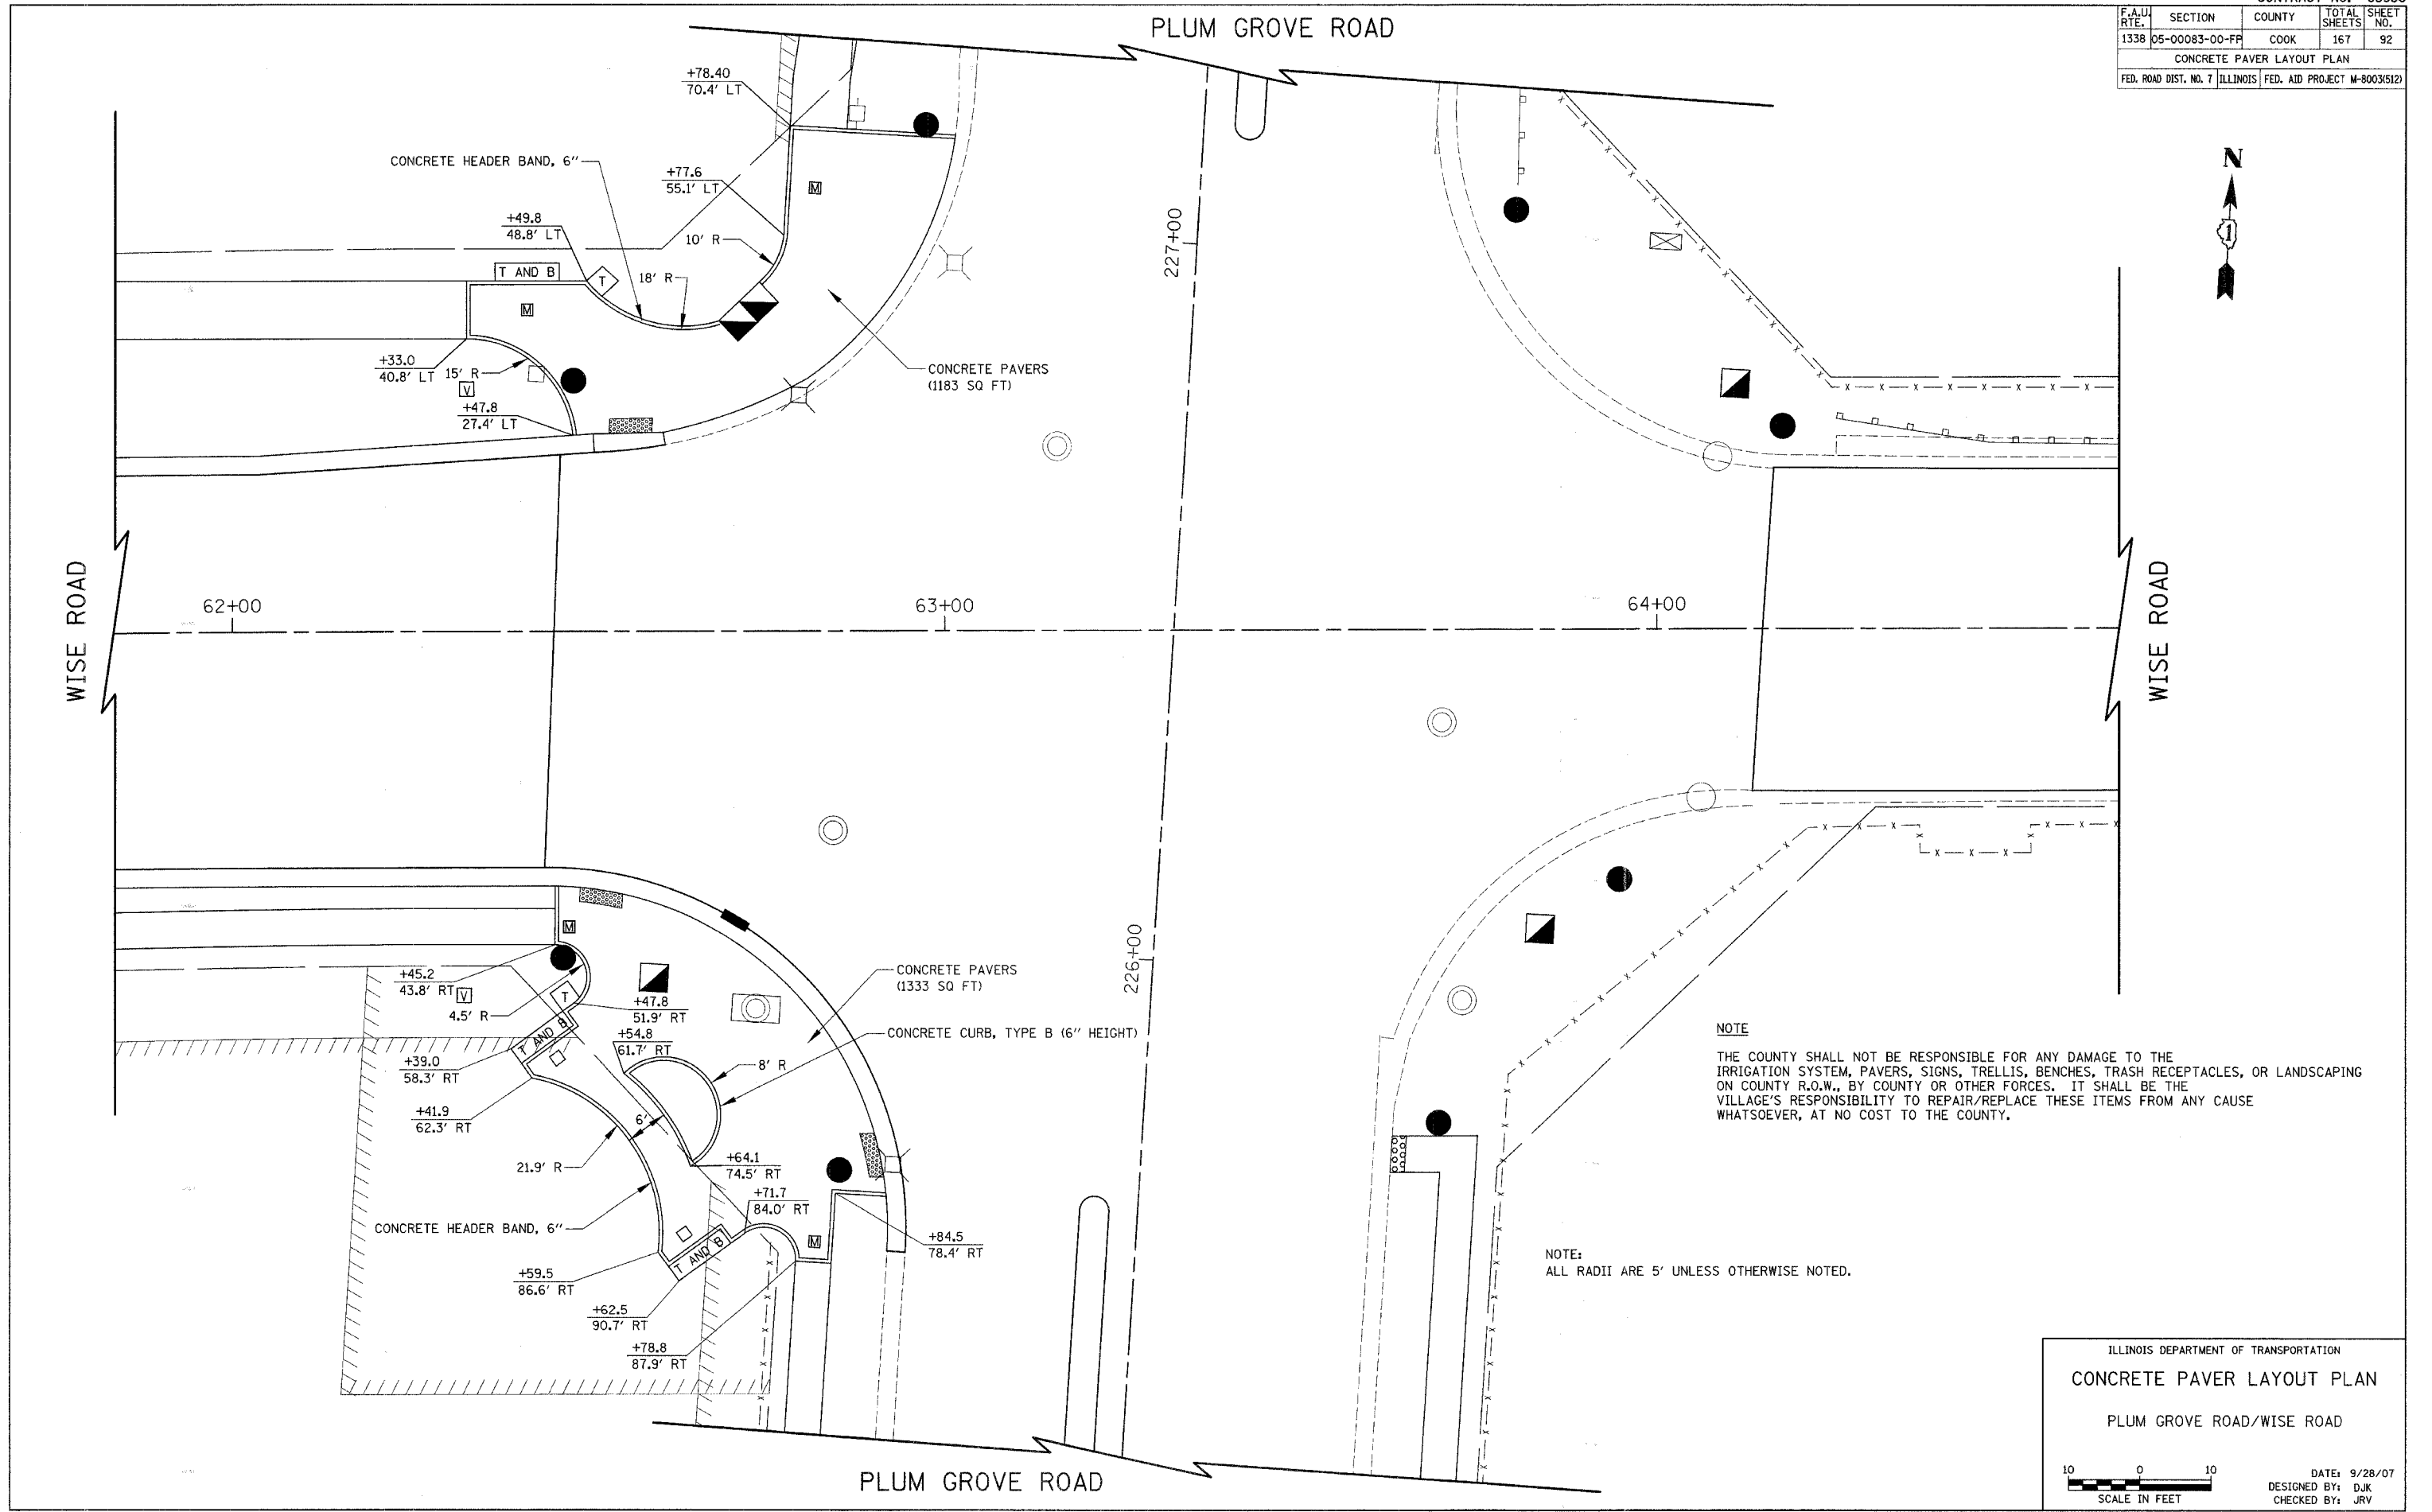 PLUM GROVE ROAD
F.A.U. RTE. SECTION COUNTY TOTAL SHEETS SHEET NO.
1338 05-00083-00-FP COOK 167 92
CONCRETE PAVER LAYOUT PLAN
FED. ROAD DIST. NO. 7 ILLINOIS FED. AID PROJECT M-8003(512)
N
1
+78.40
70.4' LT
CONCRETE HEADER BAND, 6"
+77.6
55.1' LT
M
+49.8
48.8' LT
10' R
227+00
T AND B
T
18' R
M
+33.0
40.8' LT
15' R
V
CONCRETE PAVERS
(1183 SQ FT)
+47.8
27.4' LT
WISE ROAD
62+00
63+00
64+00
WISE ROAD
M
226+00
+45.2
43.8' RT
V
T
4.5' R
+47.8
51.9' RT
CONCRETE PAVERS
(1333 SQ FT)
T AND B
+54.8
61.7' RT
CONCRETE CURB, TYPE B (6" HEIGHT)
+39.0
58.3' RT
8' R
+41.9
62.3' RT
6'
21.9' R
+64.1
74.5' RT
+71.7
84.0' RT
CONCRETE HEADER BAND, 6"
M
T AND B
+84.5
78.4' RT
+59.5
86.6' RT
+62.5
90.7' RT
+78.8
87.9' RT
NOTE
THE COUNTY SHALL NOT BE RESPONSIBLE FOR ANY DAMAGE TO THE
IRRIGATION SYSTEM, PAVERS, SIGNS, TRELLIS, BENCHES, TRASH RECEPTACLES, OR LANDSCAPING
ON COUNTY R.O.W., BY COUNTY OR OTHER FORCES. IT SHALL BE THE
VILLAGE'S RESPONSIBILITY TO REPAIR/REPLACE THESE ITEMS FROM ANY CAUSE
WHATSOEVER, AT NO COST TO THE COUNTY.
NOTE:
ALL RADII ARE 5' UNLESS OTHERWISE NOTED.
PLUM GROVE ROAD
ILLINOIS DEPARTMENT OF TRANSPORTATION
CONCRETE PAVER LAYOUT PLAN
PLUM GROVE ROAD/WISE ROAD
10 0 10
SCALE IN FEET
DATE: 9/28/07
DESIGNED BY: DJK
CHECKED BY: JRV